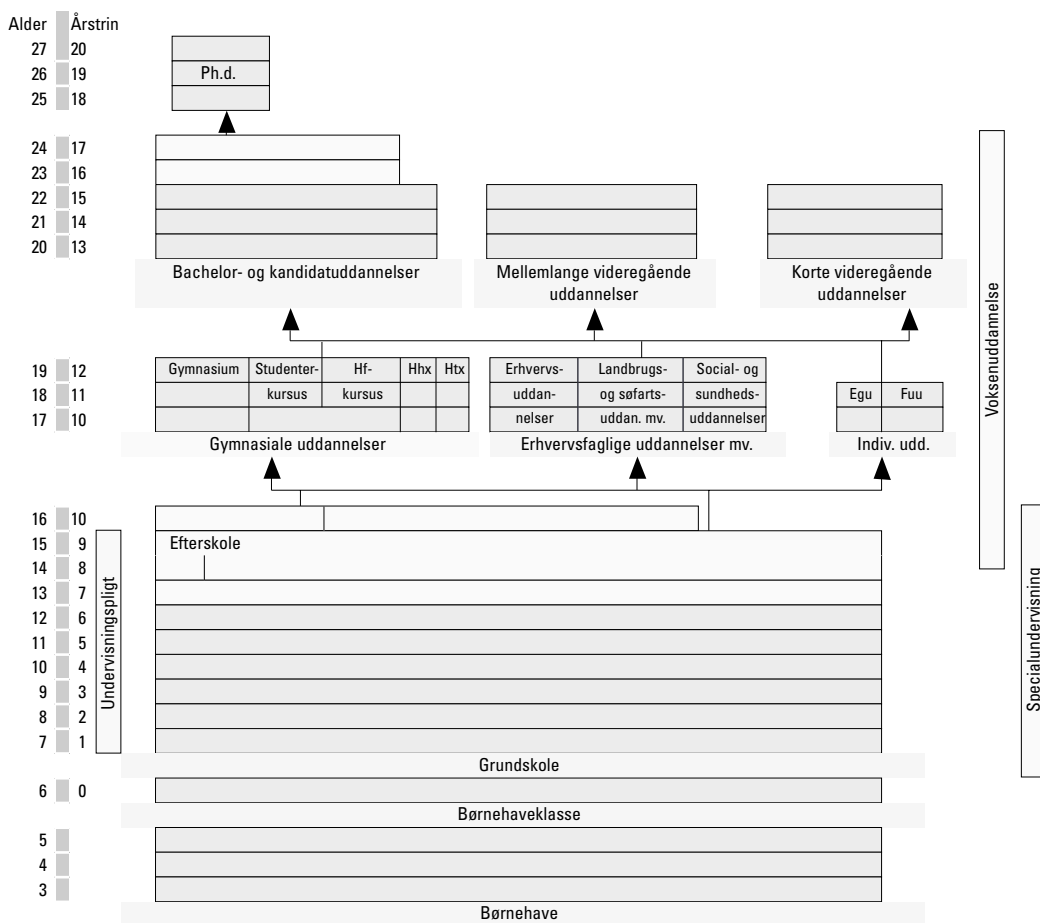 Alder Årstrin
27 20
26 19 Ph.d.
25 18
24 17
23 16
22 15
21 14
20 13
Bachelor- og kandidatuddannelser Mellemlange videregående Korte videregående
uddannelser uddannelser
19 12 Gymnasium Studenter- Hf- Hhx Htx Erhvervs- Landbrugs- Social- og
18 11 kursus kursus uddan- og søfarts- sundheds- Egu Fuu
17 10 nelser uddan. mv. uddannelser
Gymnasiale uddannelser Erhvervsfaglige uddannelser mv. Indiv. udd.
16 10
15 9 Efterskole
14 8
13 7
12 6
11 5
10 4
9 3
8 2
7 1
Grundskole
6 0
Børnehaveklasse
5
4
3
Børnehave
Undervisningspligt
Voksenuddannelse
Specialundervisning